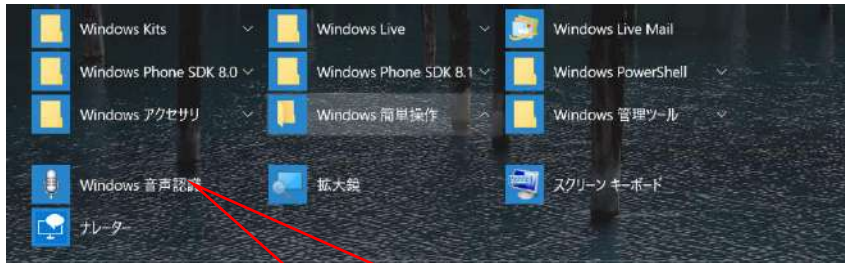 Windows Kits
Windows Live
Windows Live Mail
Windows Phone SDK 8.0
Windows Phone SDK 8.1
Windows PowerShell
Windows アクセサリ
Windows 簡単操作
Windows 管理ツール
Windows 音声認識
拡大鏡
スクリーン キーボード
ナレーター